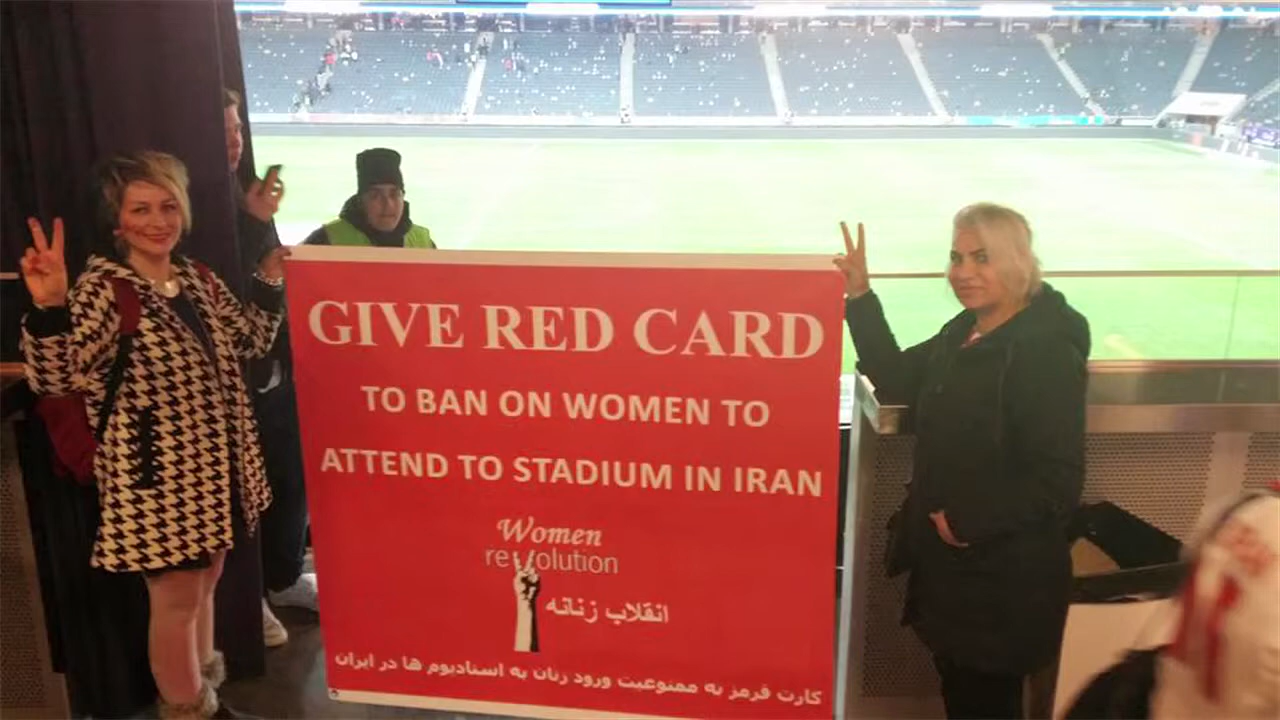 GIVE RED CARD
TO BAN ON WOMEN TO
ATTEND TO STADIUM IN IRAN
Women
revolution
انقلاب زنانه
کارت قرمز به ممنوعیت ورود زنان به استادیوم ها در ایران